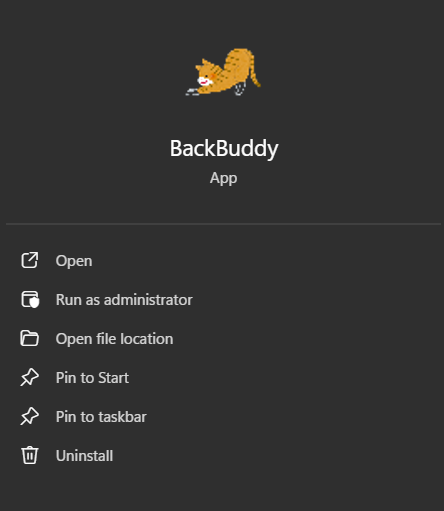 BackBuddy
App
Open
Run as administrator
Open file location
Pin to Start
Pin to taskbar
Uninstall